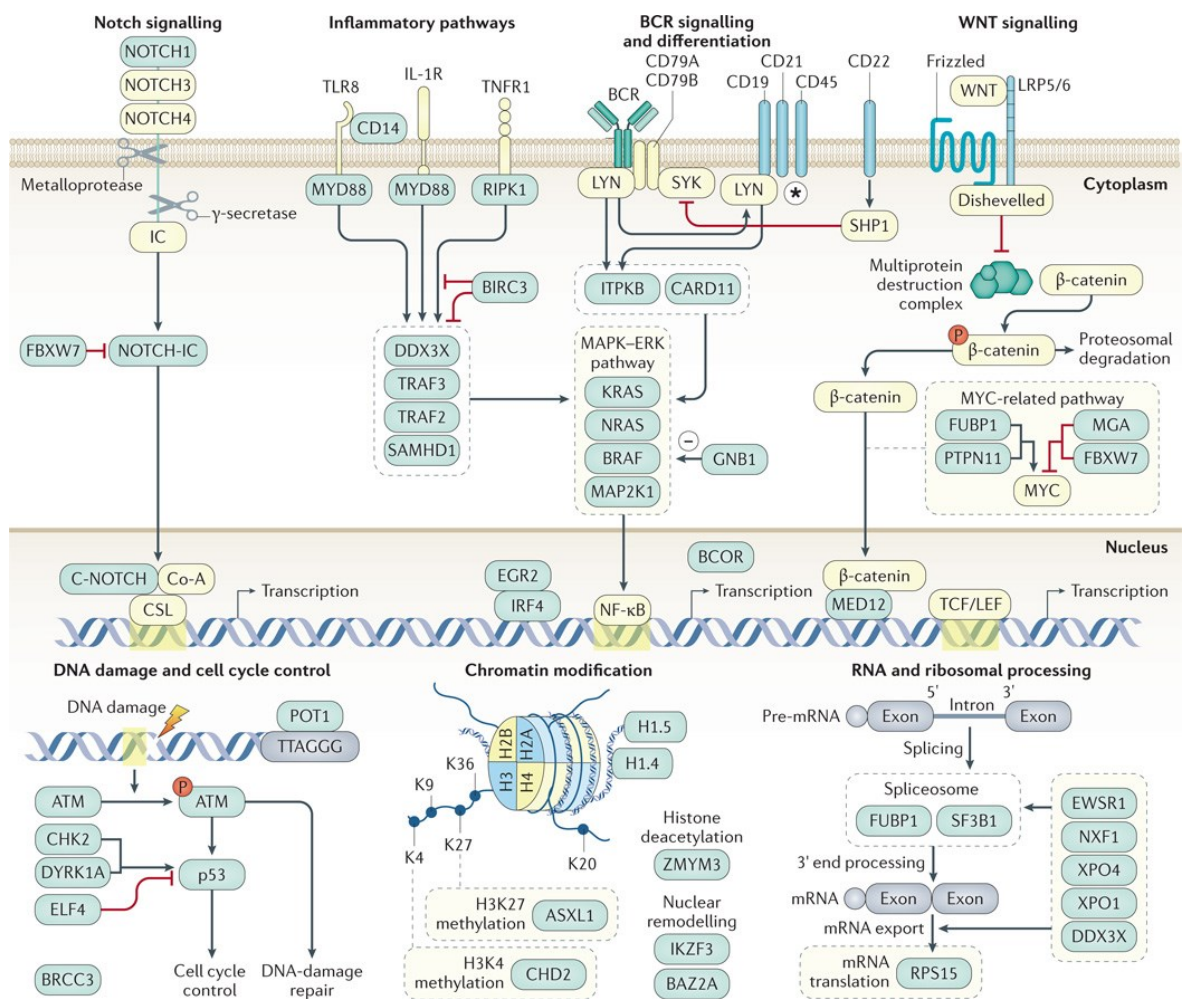 Notch signalling
NOTCH1
NOTCH3
NOTCH4
Metalloprotease
γ-secretase
IC
FBXW7
NOTCH-IC
Inflammatory pathways
TLR8
IL-1R
TNFR1
CD14
MYD88
MYD88
RIPK1
BIRC3
DDX3X
TRAF3
TRAF2
SAMHD1
BCR signalling
and differentiation
CD79A
CD79B
BCR
CD21
CD19
CD45
CD22
LYN
SYK
LYN
*
SHP1
ITPKB
CARD11
MAPK–ERK
pathway
KRAS
NRAS
BRAF
MAP2K1
–
GNB1
WNT signalling
Frizzled
WNT
LRP5/6
Cytoplasm
Dishevelled
Multiprotein
destruction
complex
β-catenin
P
β-catenin
Proteosomal
degradation
β-catenin
MYC-related pathway
FUBP1
MGA
PTPN11
FBXW7
MYC
Nucleus
C-NOTCH
Co-A
CSL
Transcription
EGR2
IRF4
NF-κB
BCOR
Transcription
β-catenin
MED12
TCF/LEF
Transcription
DNA damage and cell cycle control
DNA damage
POT1
TTAGGG
ATM
P
ATM
CHK2
DYRK1A
p53
ELF4
BRCC3
Cell cycle
control
DNA-damage
repair
Chromatin modification
H2B
H2A
H3
H4
H1.5
H1.4
K36
K9
K4
K27
K20
H3K27
methylation
ASXL1
H3K4
methylation
CHD2
Histone
deacetylation
ZMYM3
Nuclear
remodelling
IKZF3
BAZ2A
RNA and ribosomal processing
5'
Intron
3'
Pre-mRNA
Exon
Exon
Splicing
Spliceosome
FUBP1
SF3B1
EWSR1
NXF1
XPO4
XPO1
DDX3X
3' end processing
mRNA
Exon
Exon
mRNA export
mRNA
translation
RPS15